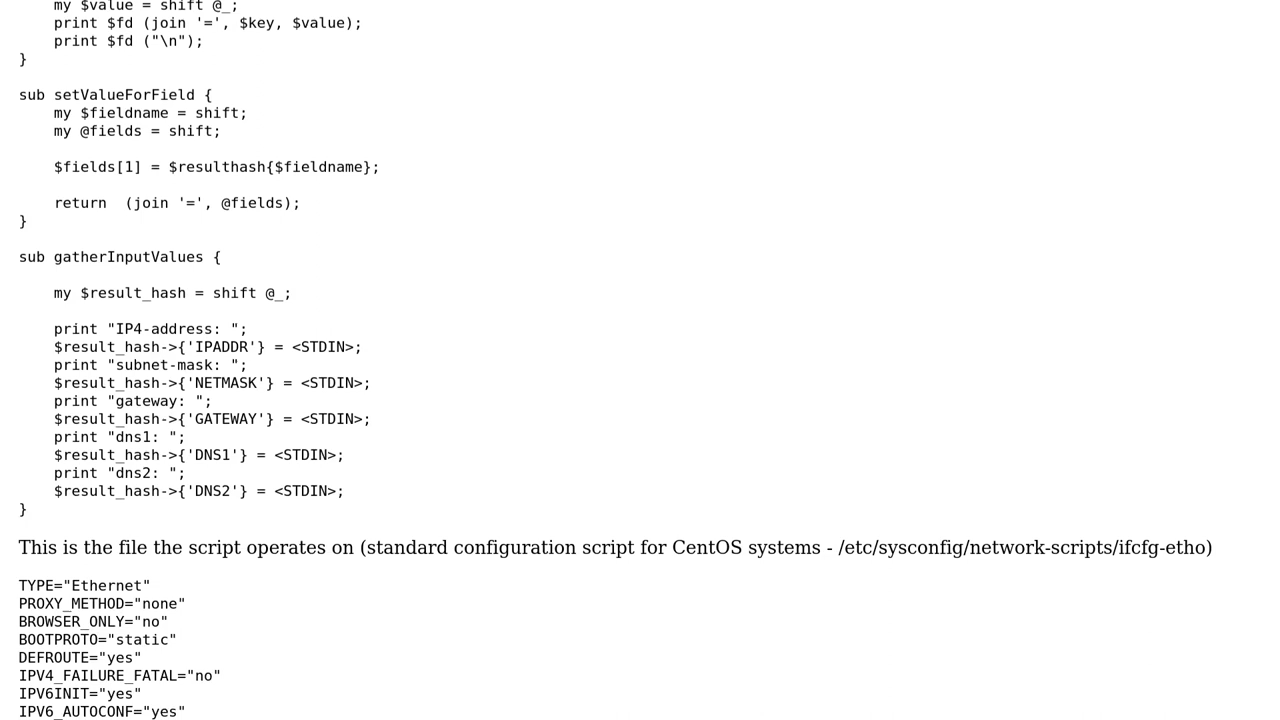 my $value = shift @_;
    print $fd (join '=', $key, $value);
    print $fd ("\n");
}

sub setValueForField {
    my $fieldname = shift;
    my @fields = shift;

    $fields[1] = $resulthash{$fieldname};

    return  (join '=', @fields);
}

sub gatherInputValues {

    my $result_hash = shift @_;

    print "IP4-address: ";
    $result_hash->{'IPADDR'} = <STDIN>;
    print "subnet-mask: ";
    $result_hash->{'NETMASK'} = <STDIN>;
    print "gateway: ";
    $result_hash->{'GATEWAY'} = <STDIN>;
    print "dns1: ";
    $result_hash->{'DNS1'} = <STDIN>;
    print "dns2: ";
    $result_hash->{'DNS2'} = <STDIN>;
}

This is the file the script operates on (standard configuration script for CentOS systems - /etc/sysconfig/network-scripts/ifcfg-etho)

TYPE="Ethernet"
PROXY_METHOD="none"
BROWSER_ONLY="no"
BOOTPROTO="static"
DEFROUTE="yes"
IPV4_FAILURE_FATAL="no"
IPV6INIT="yes"
IPV6_AUTOCONF="yes"